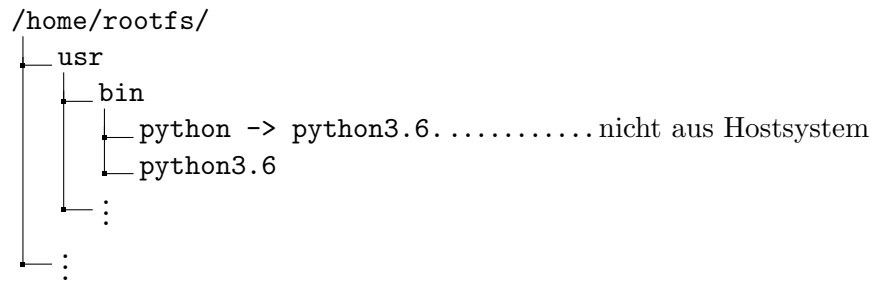 /home/rootfs/
usr
bin
python -> python3.6.............nicht aus Hostsystem
python3.6
⋮
⋮